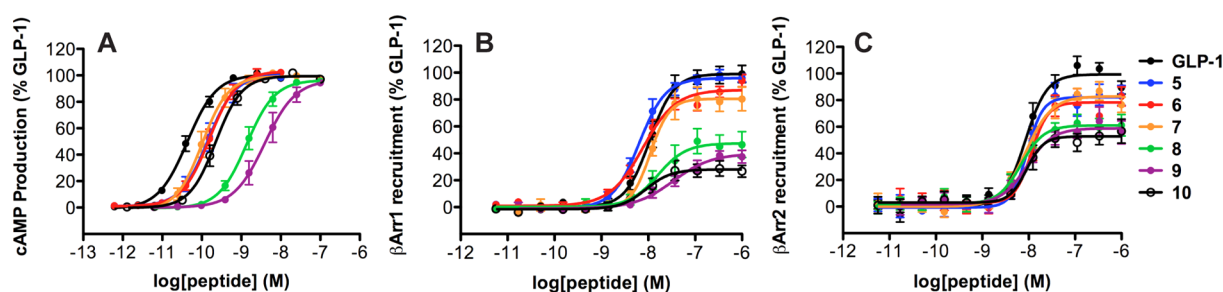 A
cAMP Production (% GLP-1)
120
100
80
60
40
20
0
-13 -12 -11 -10 -9 -8 -7 -6
log[peptide] (M)
B
βArr1 recruitment (% GLP-1)
120
100
80
60
40
20
0
-12 -11 -10 -9 -8 -7 -6
log[peptide] (M)
C
βArr2 recruitment (% GLP-1)
120
100
80
60
40
20
0
-12 -11 -10 -9 -8 -7 -6
log[peptide] (M)
GLP-1
5
6
7
8
9
10